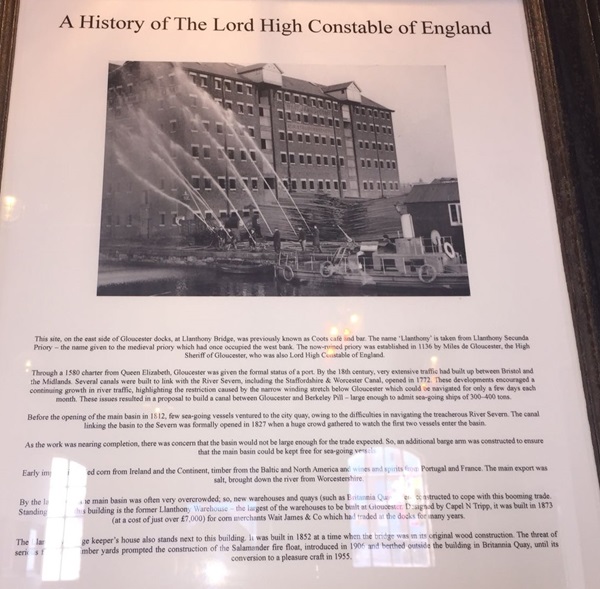 A History of The Lord High Constable of England
This site, on the east side of Gloucester docks, at Llanthony Bridge, was previously known as Coots café and bar. The name 'Llanthony' is taken from Llanthony Secunda
Priory – the name given to the medieval priory which had once occupied the west bank. The now-ruined priory was established in 1136 by Miles de Gloucester, the High
Sheriff of Gloucester, who was also Lord High Constable of England.
Through a 1580 charter from Queen Elizabeth, Gloucester was given the formal status of a port. By the 18th century, very extensive traffic had built up between Bristol and
the Midlands. Several canals were built to link with the River Severn, including the Staffordshire & Worcester Canal, opened in 1772. These developments encouraged a
continuing growth in river traffic, highlighting the restriction caused by the narrow winding stretch below Gloucester which could be navigated for only a few days each
month. These issues resulted in a proposal to build a canal between Gloucester and Berkeley Pill – large enough to admit sea-going ships of 300-400 tons.
Before the opening of the main basin in 1812, few sea-going vessels ventured to the city quay, owing to the difficulties in navigating the treacherous River Severn. The canal
linking the basin to the Severn was formally opened in 1827 when a huge crowd gathered to watch the first two vessels enter the basin.
As the work was nearing completion, there was concern that the basin would not be large enough for the trade expected. So, an additional barge arm was constructed to ensure
that the main basin could be kept free for sea-going vessels.
Early im ed corn from Ireland and the Continent, timber from the Baltic and North America and wines and spirits from Portugal and France. The main export was
salt, brought down the river from Worcestershire.
By the main basin was often very overcrowded; so, new warehouses and quays (such as Britannia Quay constructed to cope with this booming trade.
Standing this building is the former Llanthony Warehouse – the largest of the warehouses to be built at Gloucester. Designed by Capel N Tripp, it was built in 1873
(at a cost of just over £7,000) for corn merchants Wait James & Co which had traded at the docks for many years.
The ge keeper's house also stands next to this building. It was built in 1852 at a time when the bridge was in its original wood construction. The threat of
mber yards prompted the construction of the Salamander fire float, introduced in 1906 and berthed outside the building in Britannia Quay, until its
conversion to a pleasure craft in 1955.